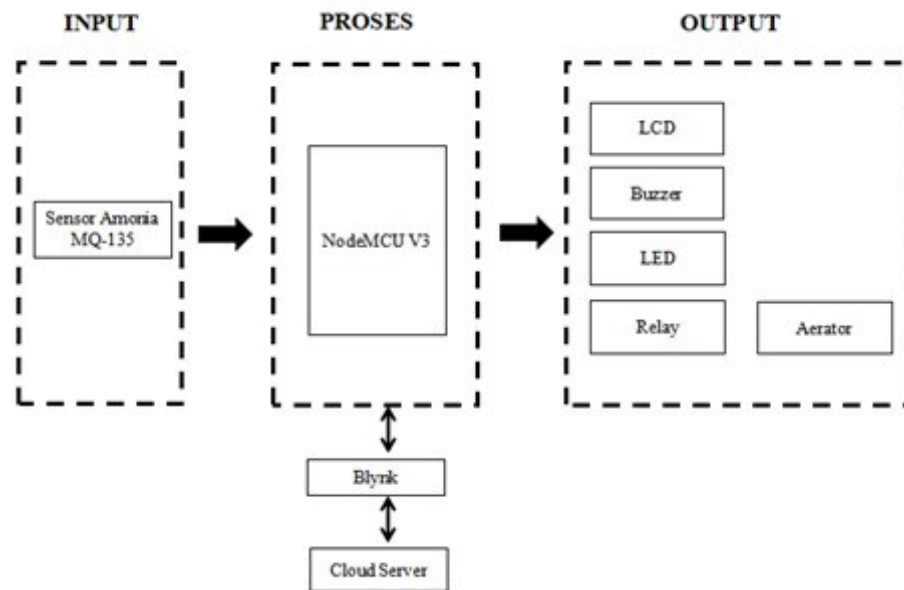 INPUT
PROSES
OUTPUT
Sensor Amonia
MQ-135
NodeMCU V3
LCD
Buzzer
LED
Relay
Aerator
Blynk
Cloud Server